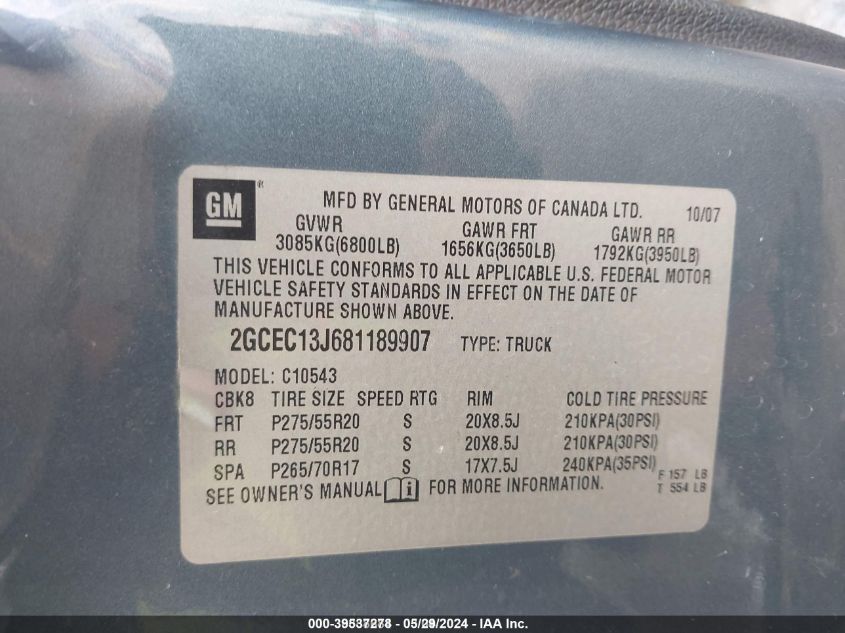 GM ® MFD BY GENERAL MOTORS OF CANADA LTD. 10/07
GVWR GAWR FRT GAWR RR
3085KG(6800LB) 1656KG(3650LB) 1792KG(3950LB)
THIS VEHICLE CONFORMS TO ALL APPLICABLE U.S. FEDERAL MOTOR
VEHICLE SAFETY STANDARDS IN EFFECT ON THE DATE OF
MANUFACTURE SHOWN ABOVE.
2GCEC13J681189907 TYPE: TRUCK
MODEL: C10543
CBK8 TIRE SIZE SPEED RTG RIM COLD TIRE PRESSURE
FRT P275/55R20 S 20X8.5J 210KPA(30PSI)
RR P275/55R20 S 20X8.5J 210KPA(30PSI)
SPA P265/70R17 S 17X7.5J 240KPA(35PSI)
F 157 LB
T 554 LB
SEE OWNER'S MANUAL i FOR MORE INFORMATION.
000-39537278 - 05/29/2024 - IAA Inc.